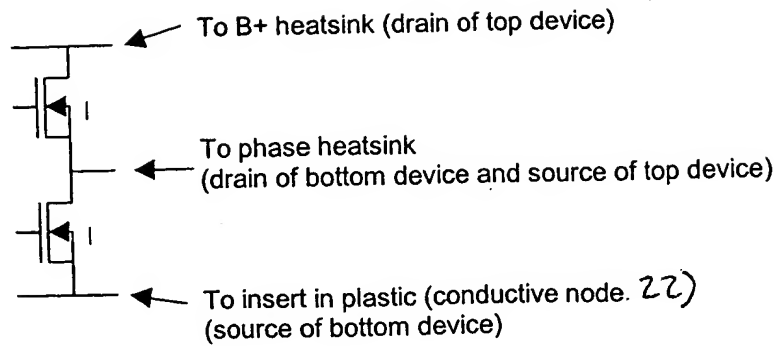 To B+ heatsink (drain of top device)
To phase heatsink
(drain of bottom device and source of top device)
To insert in plastic (conductive node. 22)
(source of bottom device)